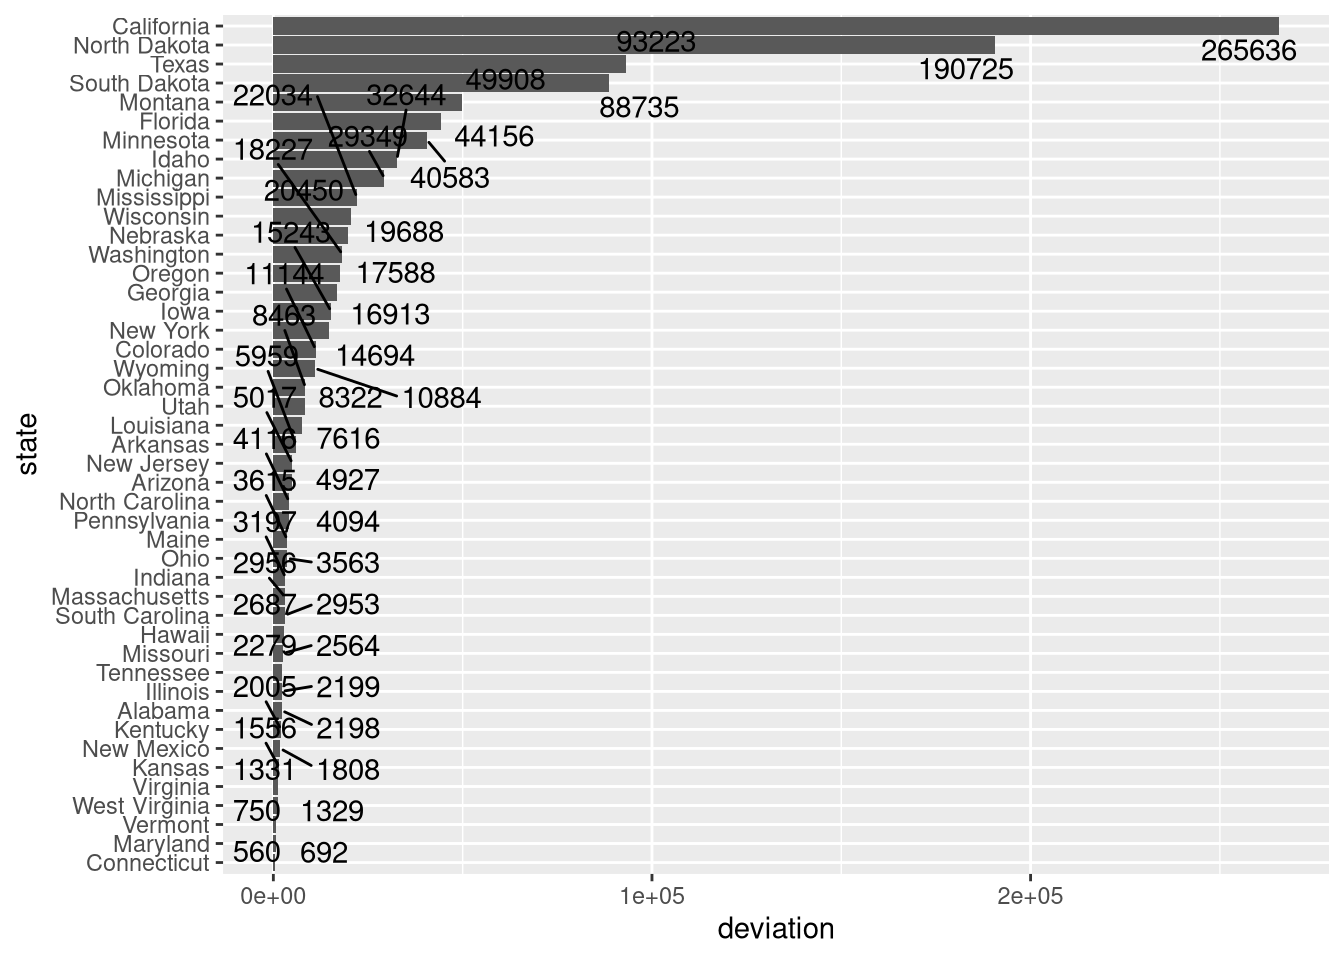 California
North Dakota
Texas
South Dakota
Montana
Florida
Minnesota
Idaho
Michigan
Mississippi
Wisconsin
Nebraska
Washington
Oregon
Georgia
Iowa
New York
Colorado
Wyoming
Oklahoma
Utah
Louisiana
Arkansas
New Jersey
Arizona
North Carolina
Pennsylvania
Maine
Ohio
Indiana
Massachusetts
South Carolina
Hawaii
Missouri
Tennessee
Illinois
Alabama
Kentucky
New Mexico
Kansas
Virginia
West Virginia
Vermont
Maryland
Connecticut
state
93223
265636
190725
49908
22034
32644
88735
29349
44156
18227
40583
20450
15243
19688
11144
17588
8463
16913
5959
14694
5017
8322
10884
4116
7616
3615
4927
3197
4094
2956
3563
2687
2953
2279
2564
2005
2199
1556
2198
1331
1808
750
1329
560
692
0e+00
1e+05
2e+05
deviation